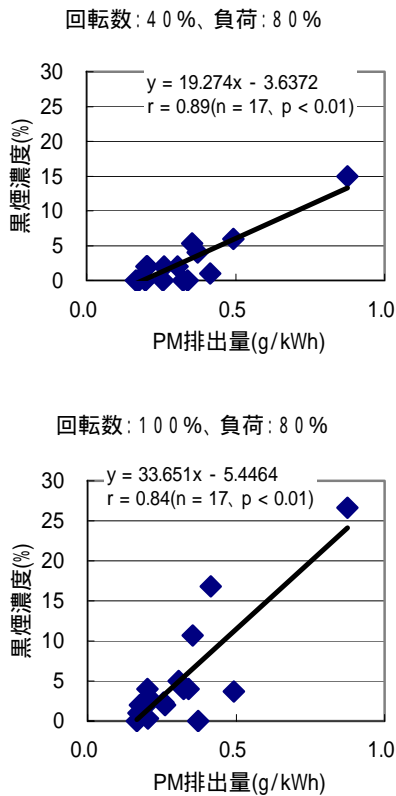 回転数:40%、負荷:80%
y = 19.274x - 3.6372
r = 0.89(n = 17、p < 0.01)
30
25
20
15
10
5
0
黒煙濃度(%)
0.0 0.5 1.0
PM排出量(g/kWh)
回転数:100%、負荷:80%
y = 33.651x - 5.4464
r = 0.84(n = 17、p < 0.01)
30
25
20
15
10
5
0
黒煙濃度(%)
0.0 0.5 1.0
PM排出量(g/kWh)